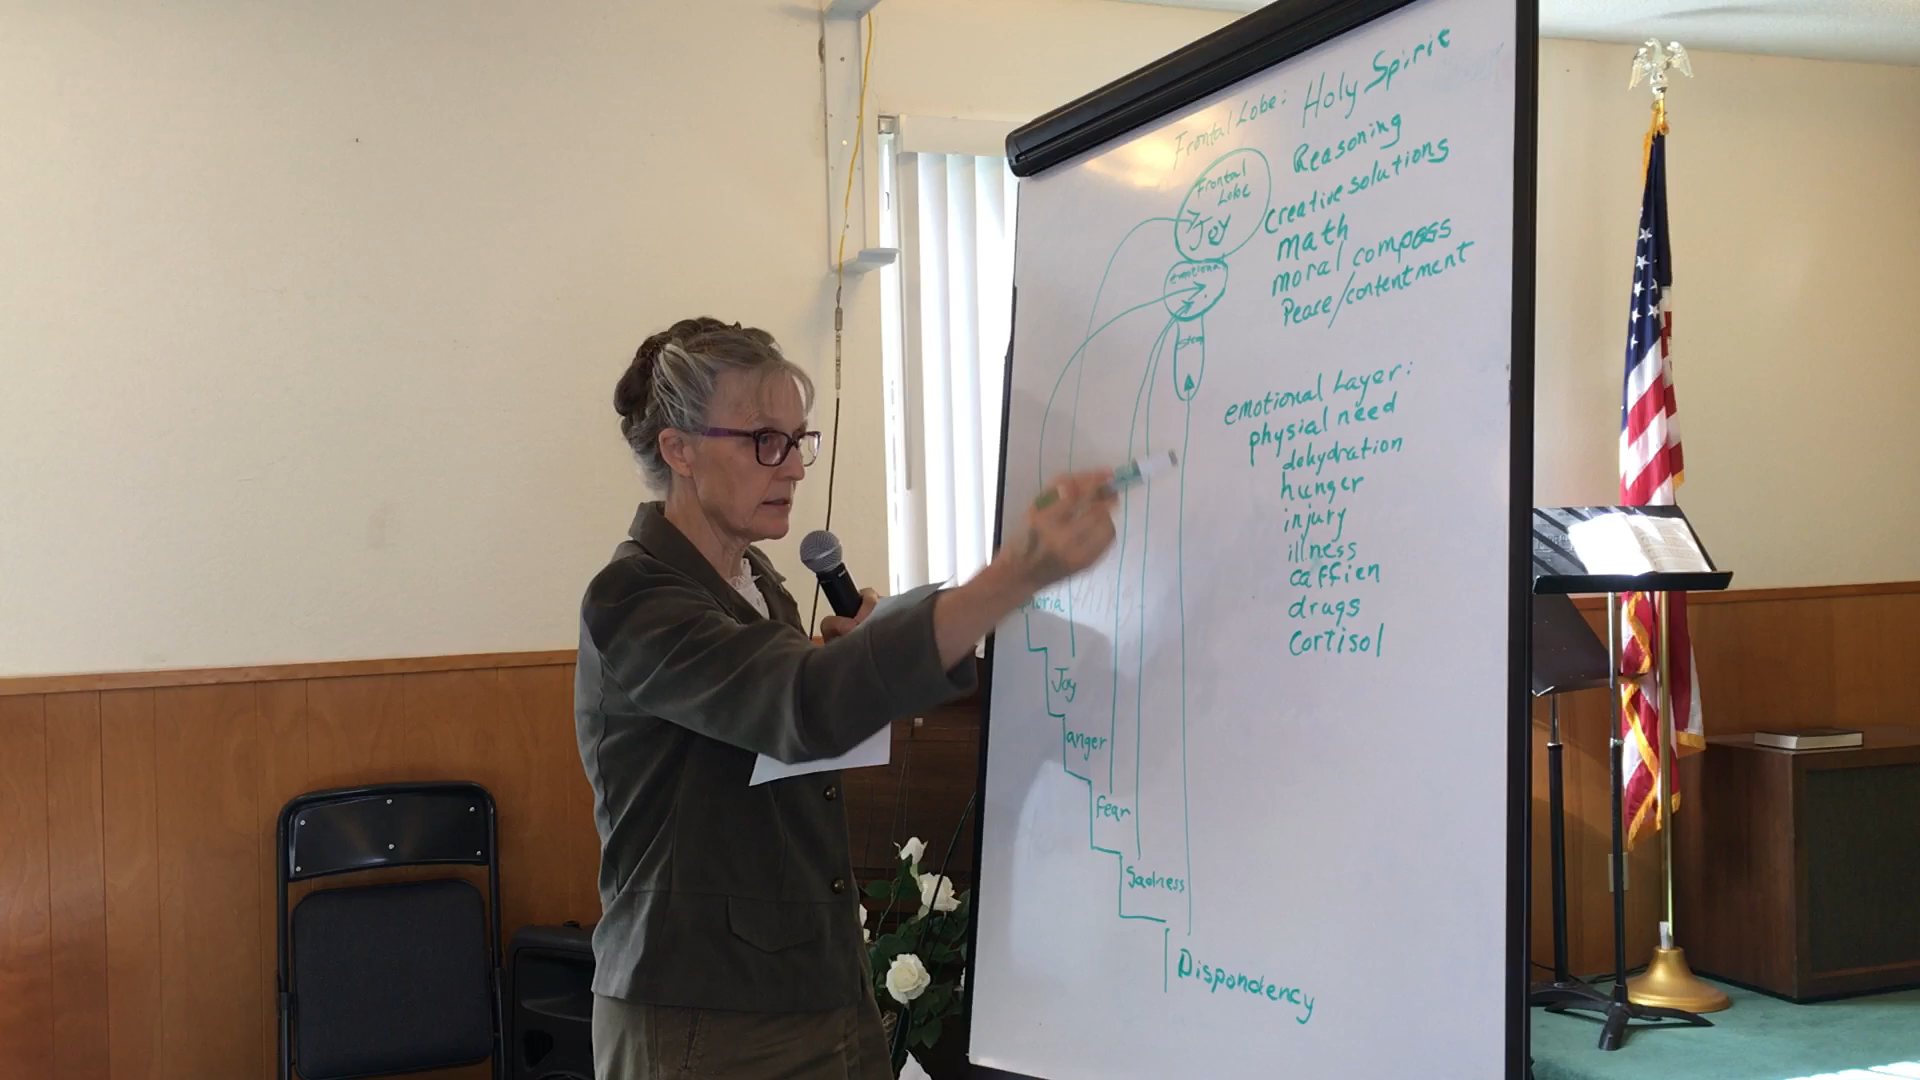 Frontal Lobe: Holy Spirit
Reasoning
creative solutions
math
moral compass
Peace/contentment
Frontal
Lobe
Joy
emotional
Stem
emotional Layer:
physial need
dehydration
hunger
injury
illness
caffien
drugs
Cortisol
Joy
anger
fear
Sadness
Dispondency